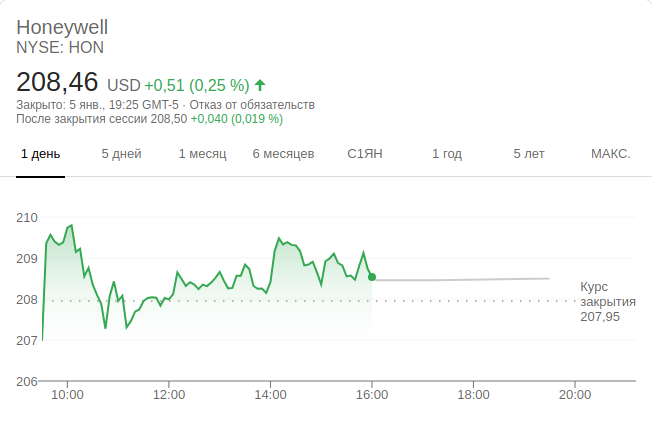 Honeywell
NYSE: HON
208,46 USD +0,51 (0,25 %)
Закрыто: 5 янв., 19:25 GMT-5 · Отказ от обязательств
После закрытия сессии 208,50 +0,040 (0,019 %)
1 день 5 дней 1 месяц 6 месяцев С1ЯН 1 год 5 лет МАКС.
210
209
208
207
206
Курс
закрытия
207,95
10:00 12:00 14:00 16:00 18:00 20:00